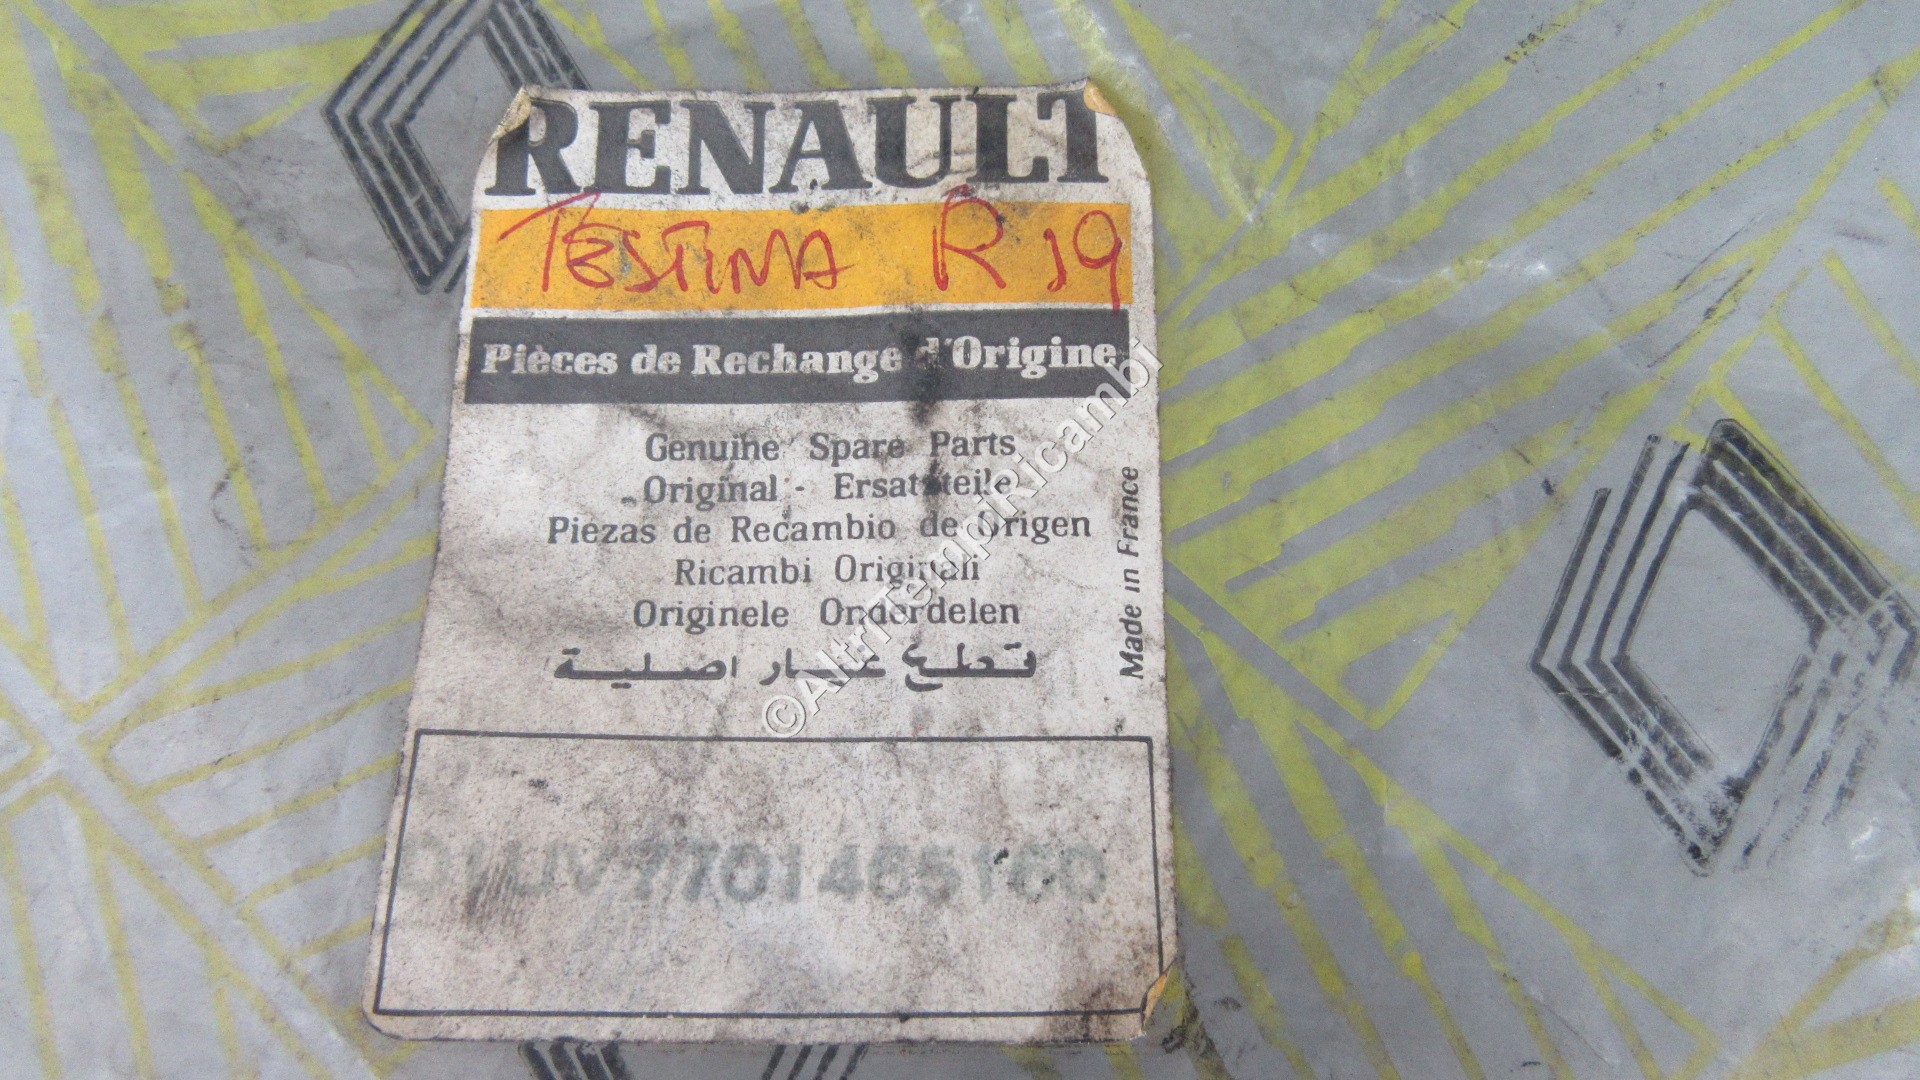 RENAULT
TESTINA R 19
Pièces de Rechange d'Origine
Genuine Spare Parts
Original - Ersatzteile
Piezas de Recambio de Origen
Ricambi Originali
Originele Onderdelen
قطع غيار اصلية
Made in France
7701465160
©AltriTempiRicambi